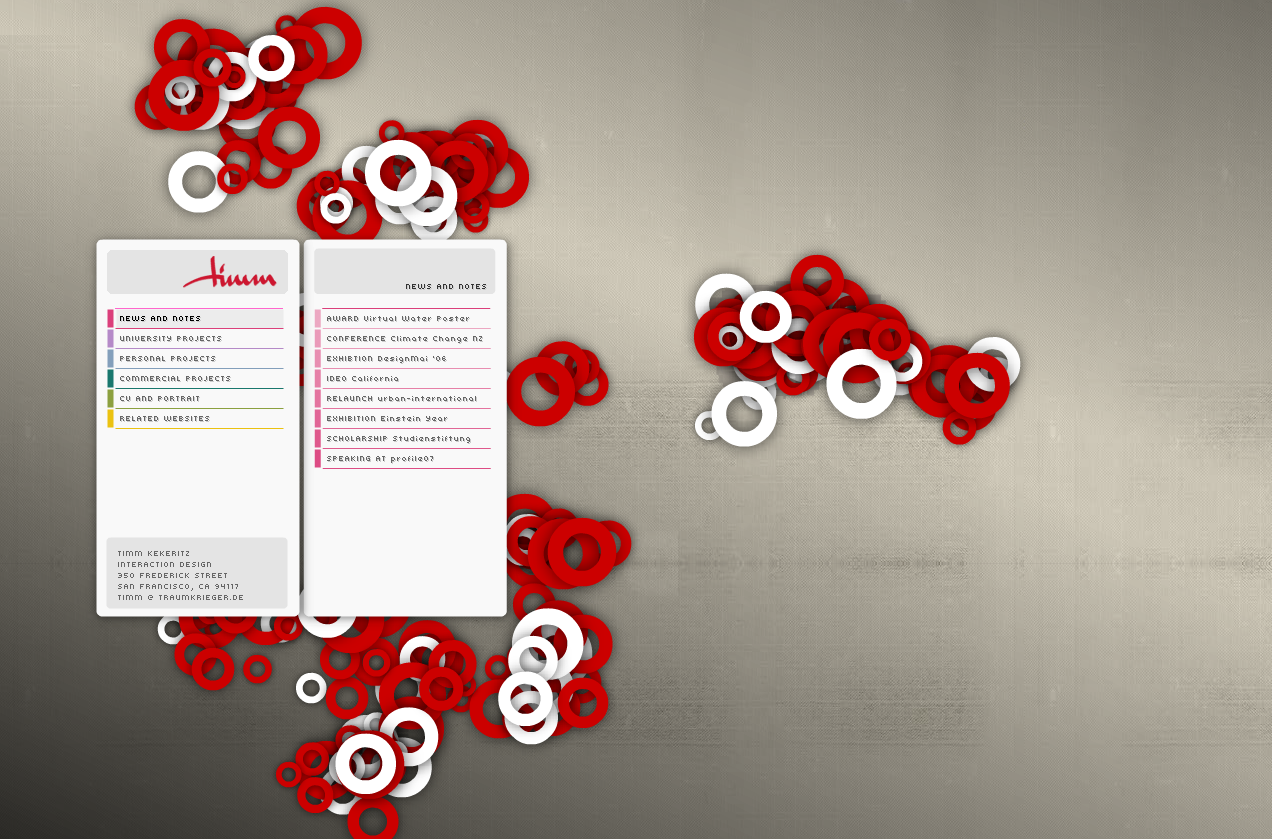 timm
NEWS AND NOTES
UNIVERSITY PROJECTS
PERSONAL PROJECTS
COMMERCIAL PROJECTS
CV AND PORTRAIT
RELATED WEBSITES
TIMM KEKERITZ
INTERACTION DESIGN
350 FREDERICK STREET
SAN FRANCISCO, CA 94117
TIMM @ TRAUMKRIEGER.DE
NEWS AND NOTES
AWARD Virtual Water Poster
CONFERENCE Climate Change NZ
EXHIBTION DesignMai '06
IDEO California
RELAUNCH urban-international
EXHIBITION Einstein Year
SCHOLARSHIP Studienstiftung
SPEAKING AT profile07